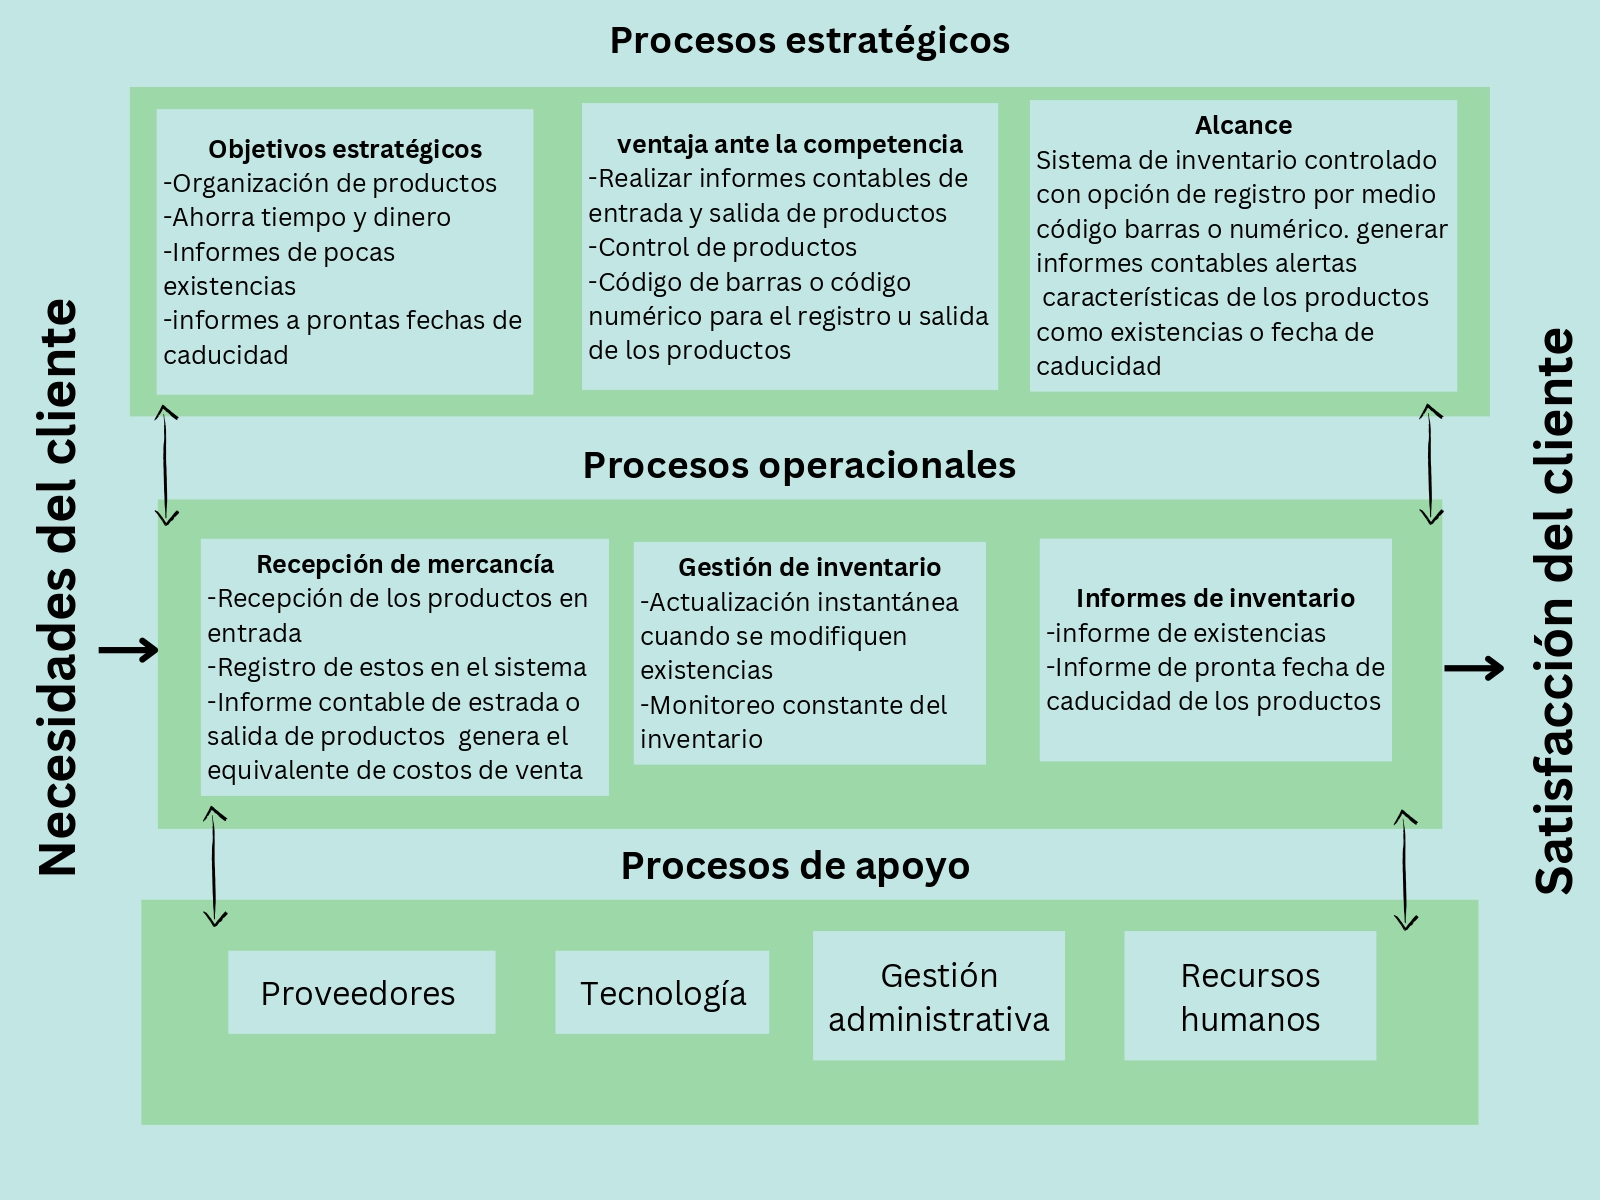 Procesos estratégicos
Objetivos estratégicos
-Organización de productos
-Ahorra tiempo y dinero
-Informes de pocas
existencias
-informes a prontas fechas de
caducidad
ventaja ante la competencia
-Realizar informes contables de
entrada y salida de productos
-Control de productos
-Código de barras o código
numérico para el registro u salida
de los productos
Alcance
Sistema de inventario controlado
con opción de registro por medio
código barras o numérico. generar
informes contables alertas
características de los productos
como existencias o fecha de
caducidad
Necesidades del cliente
Procesos operacionales
Recepción de mercancía
-Recepción de los productos en
entrada
-Registro de estos en el sistema
-Informe contable de estrada o
salida de productos  genera el
equivalente de costos de venta
Gestión de inventario
-Actualización instantánea
cuando se modifiquen
existencias
-Monitoreo constante del
inventario
Informes de inventario
-informe de existencias
-Informe de pronta fecha de
caducidad de los productos
Satisfacción del cliente
Procesos de apoyo
Proveedores
Tecnología
Gestión
administrativa
Recursos
humanos